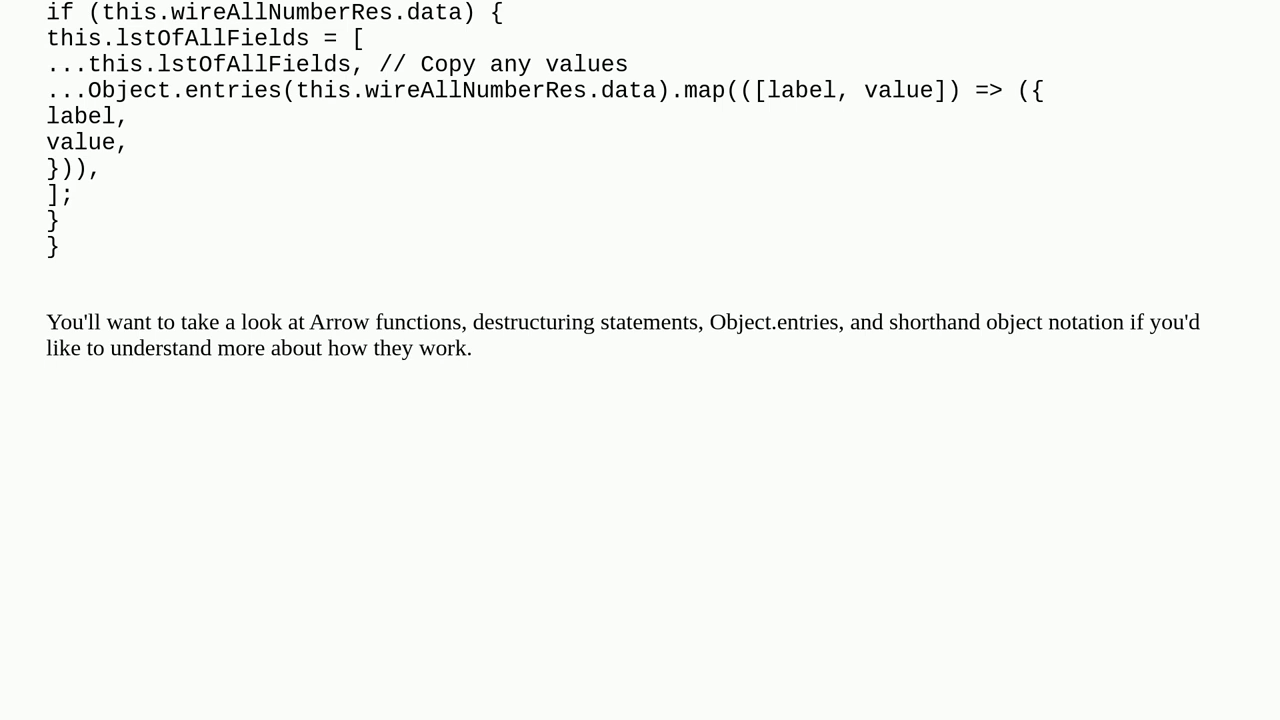 if (this.wireAllNumberRes.data) {
this.lstOfAllFields = [
...this.lstOfAllFields, // Copy any values
...Object.entries(this.wireAllNumberRes.data).map(([label, value]) => ({
label,
value,
})),
];
}
}
You'll want to take a look at Arrow functions, destructuring statements, Object.entries, and shorthand object notation if you'd
like to understand more about how they work.